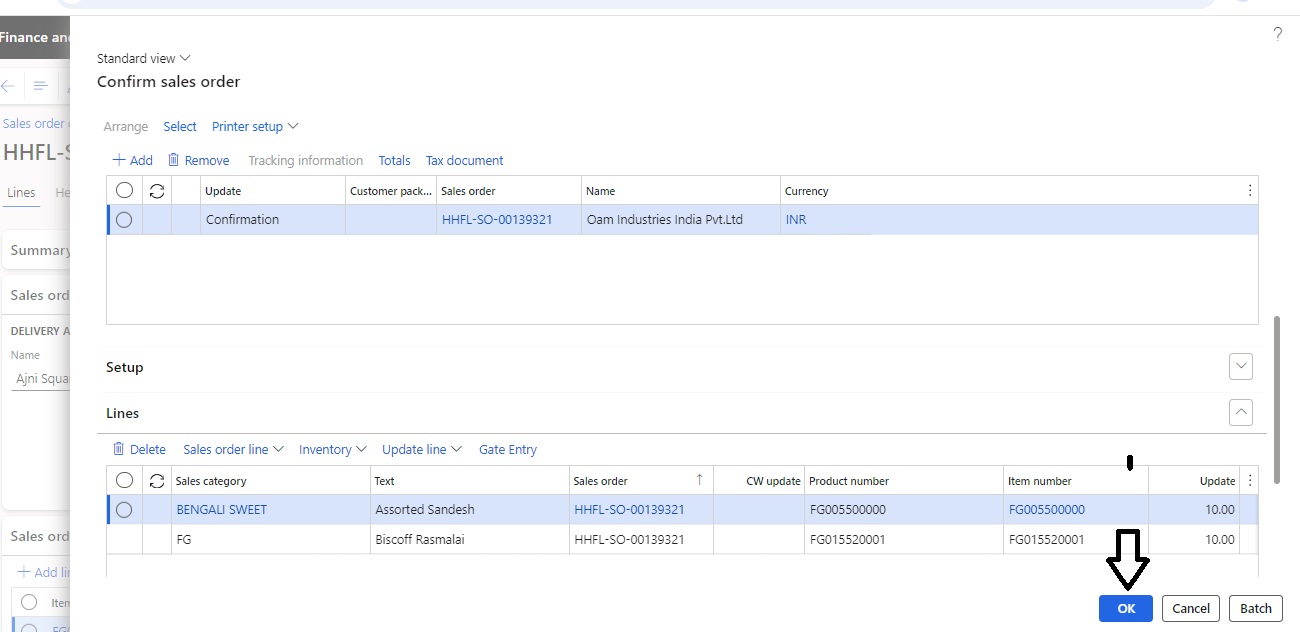 Finance an
?
Standard view
Confirm sales order
Sales order
Arrange Select Printer setup
HHFL-S
Add Remove Tracking information Totals Tax document
Lines He
Update Customer pack... Sales order Name Currency
Confirmation HHFL-SO-00139321 Oam Industries India Pvt.Ltd INR
Summary
Sales ord
DELIVERY A
Name
Ajni Squa
Setup
Lines
Delete Sales order line Inventory Update line Gate Entry
Sales category Text Sales order CW update Product number Item number Update
BENGALI SWEET Assorted Sandesh HHFL-SO-00139321 FG005500000 FG005500000 10.00
FG Biscoff Rasmalai HHFL-SO-00139321 FG015520001 FG015520001 10.00
Sales ord
Add lin
Iten
OK Cancel Batch